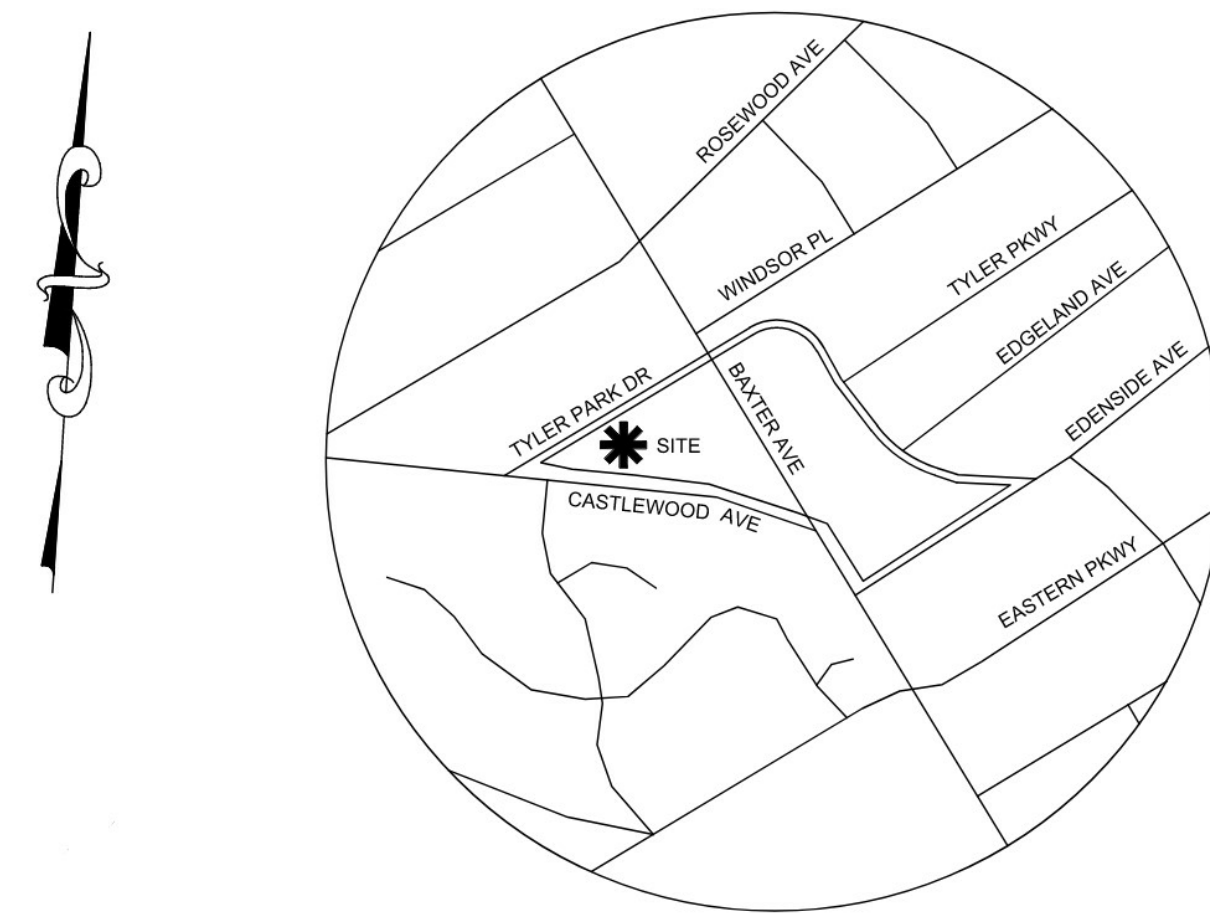 ROSEWOOD AVE
WINDSOR PL
TYLER PKWY
EDGELAND AVE
EDENSIDE AVE
TYLER PARK DR
BAXTER AVE
SITE
CASTLEWOOD AVE
EASTERN PKWY